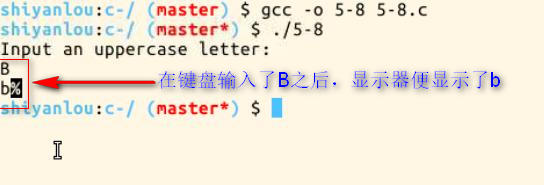 shiyanlou:c-/ (master) $ gcc -o 5-8 5-8.c
shiyanlou:c-/ (master*) $ ./5-8
Input an uppercase letter:
B
b%
在键盘输入了B之后，显示器便显示了b
shiyanlou:c-/ (master*) $